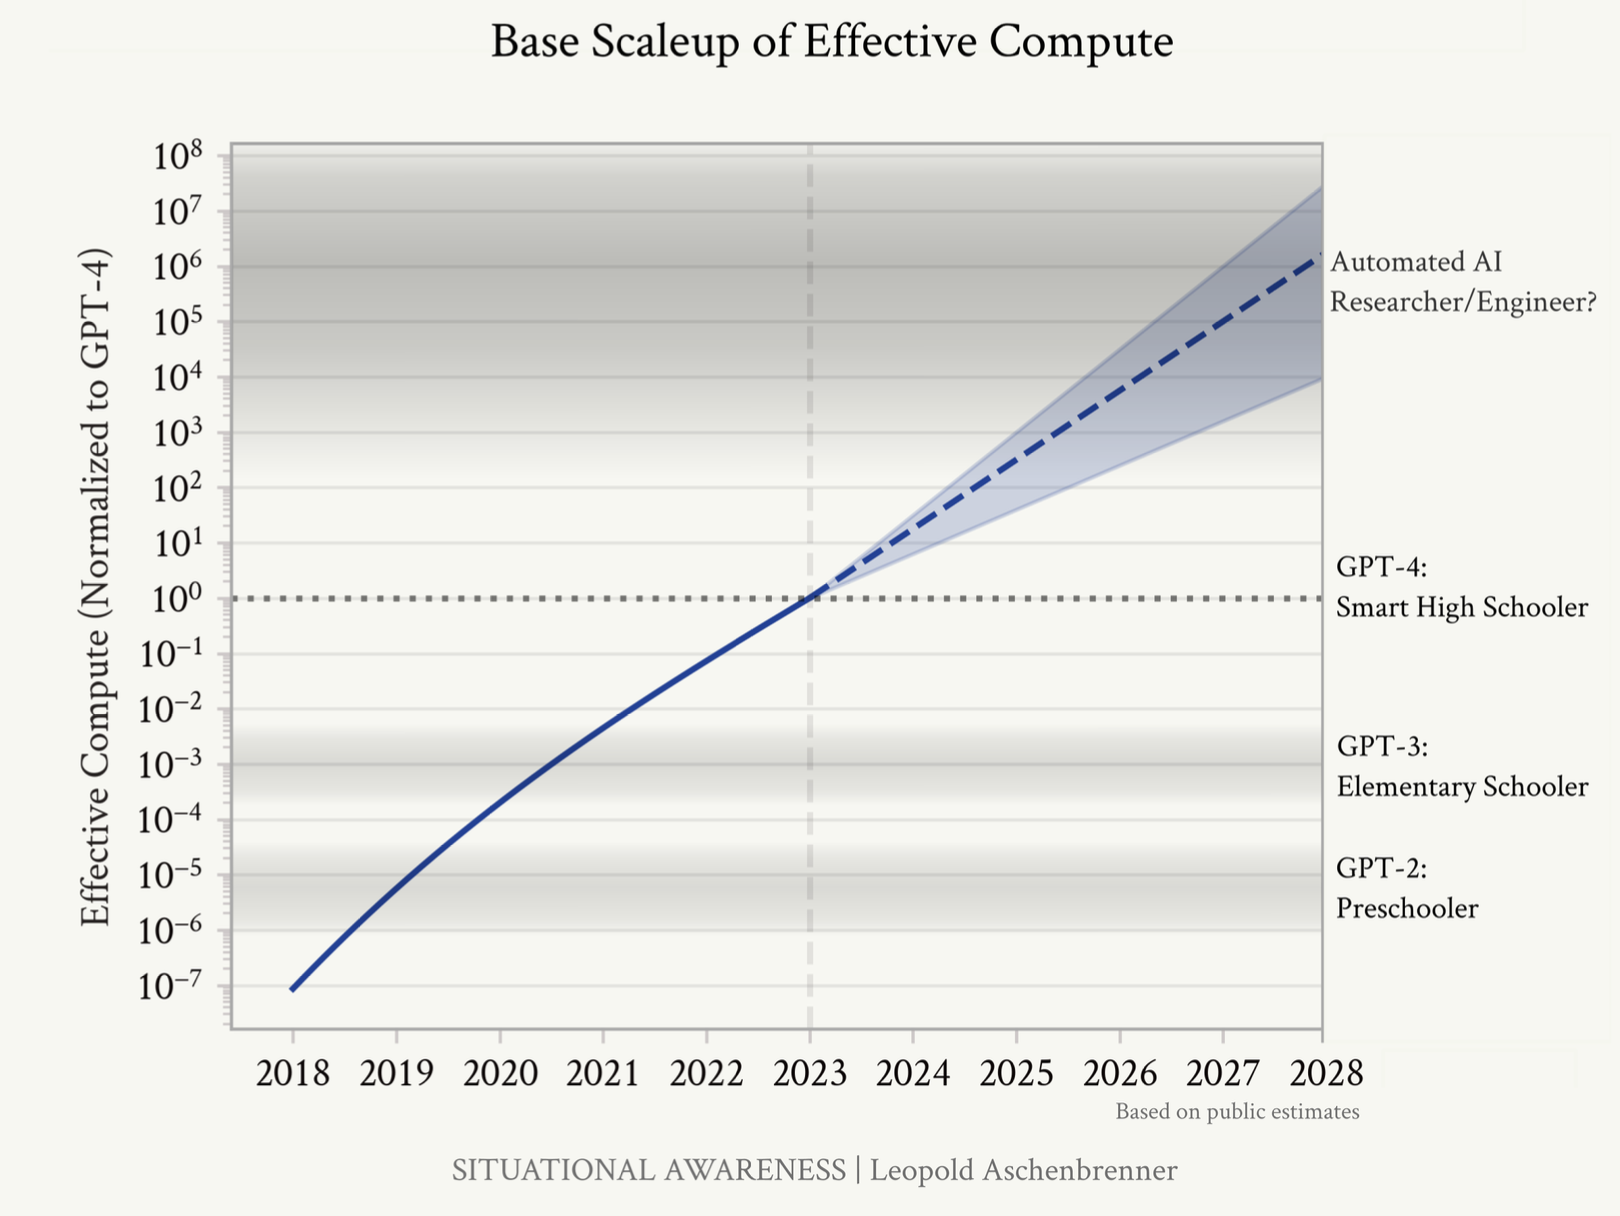 Base Scaleup of Effective Compute
Effective Compute (Normalized to GPT-4)
10⁸
10⁷
10⁶
10⁵
10⁴
10³
10²
10¹
10⁰
10⁻¹
10⁻²
10⁻³
10⁻⁴
10⁻⁵
10⁻⁶
10⁻⁷
Automated AI
Researcher/Engineer?
GPT-4:
Smart High Schooler
GPT-3:
Elementary Schooler
GPT-2:
Preschooler
2018 2019 2020 2021 2022 2023 2024 2025 2026 2027 2028
Based on public estimates
SITUATIONAL AWARENESS | Leopold Aschenbrenner